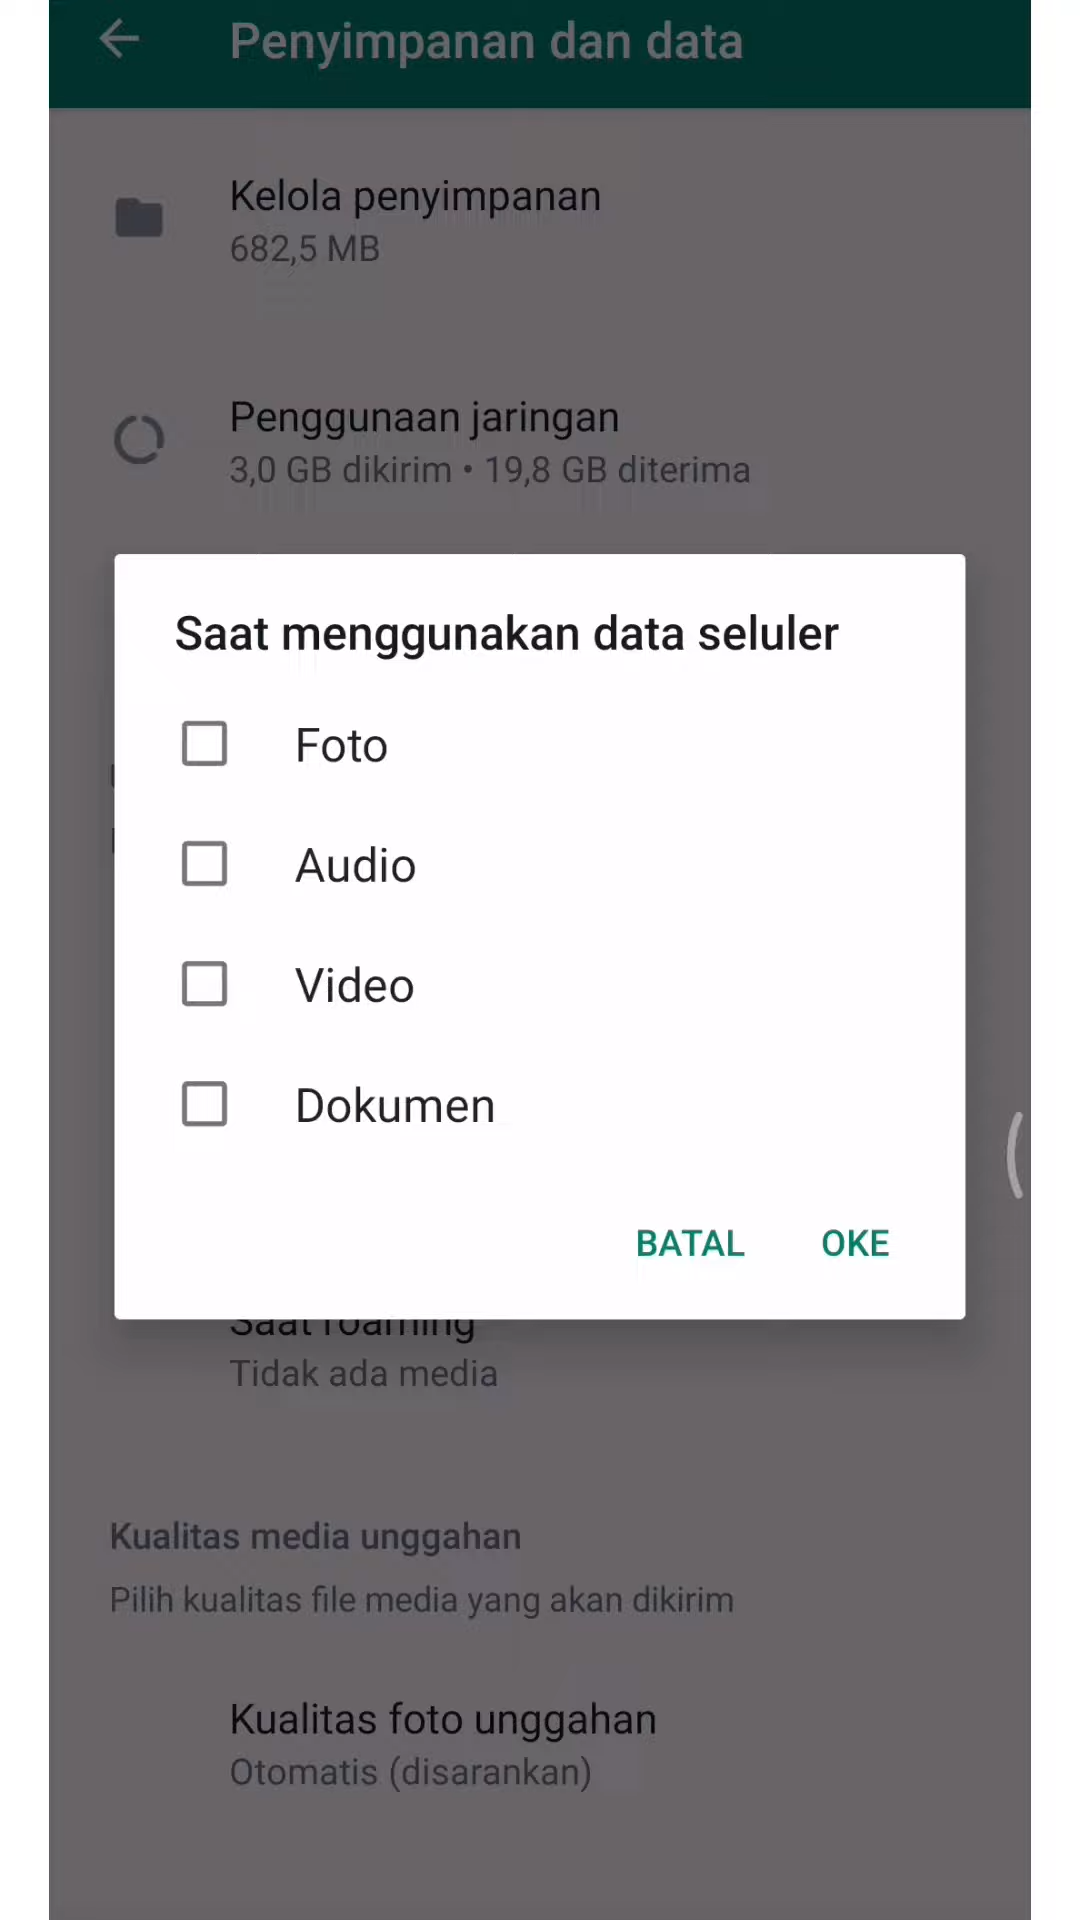 Penyimpanan dan data
Kelola penyimpanan
682,5 MB
Penggunaan jaringan
3,0 GB dikirim • 19,8 GB diterima
Saat menggunakan data seluler
Foto
Audio
Video
Dokumen
BATAL OKE
Saat roaming
Tidak ada media
Kualitas media unggahan
Pilih kualitas file media yang akan dikirim
Kualitas foto unggahan
Otomatis (disarankan)